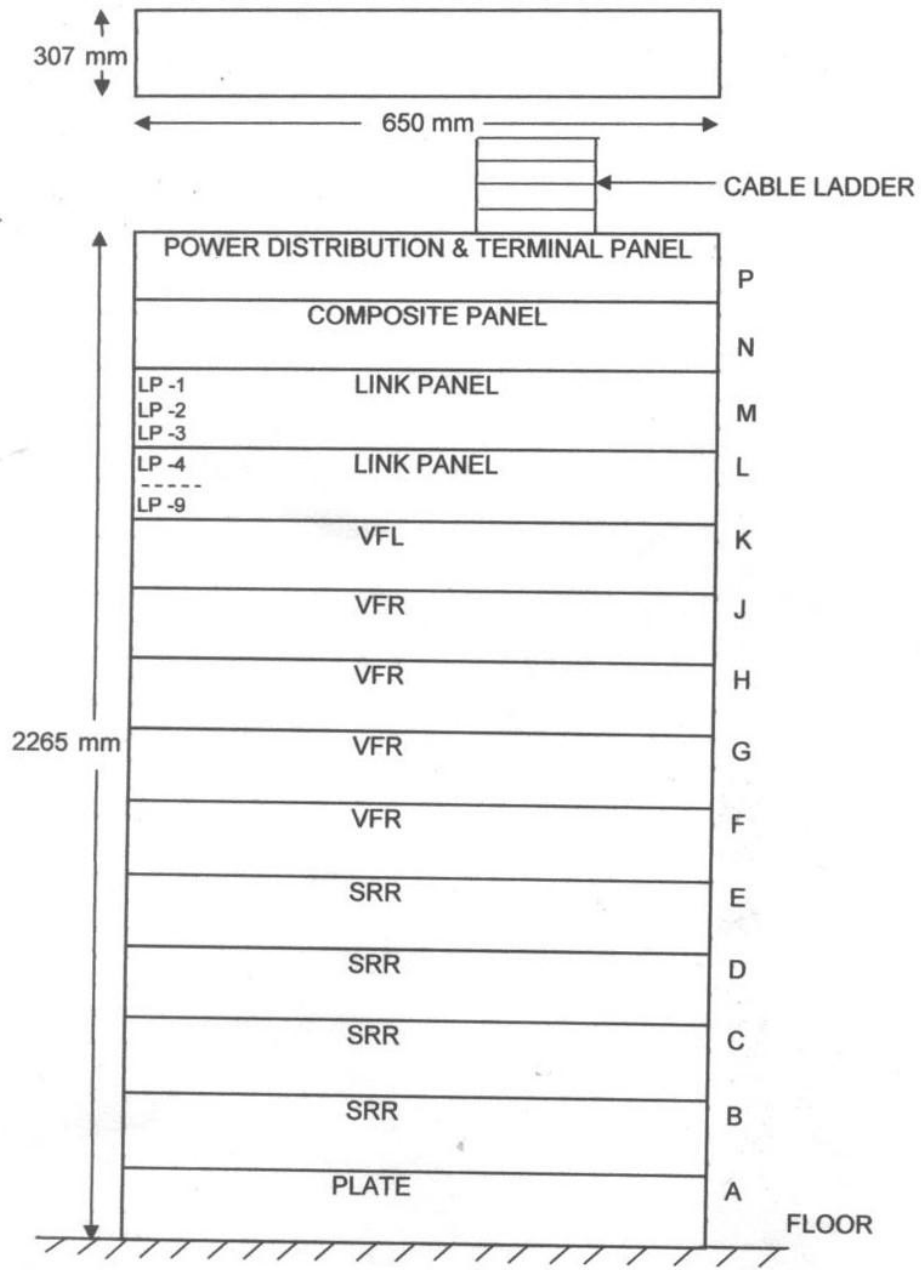 307 mm
650 mm
CABLE LADDER
POWER DISTRIBUTION & TERMINAL PANEL
P
COMPOSITE PANEL
N
LP -1 LINK PANEL
LP -2
M
LP -3
LP -4 LINK PANEL
L
-----
LP -9
VFL
K
VFR
J
VFR
H
2265 mm
VFR
G
VFR
F
SRR
E
SRR
D
SRR
C
SRR
B
PLATE
A
FLOOR